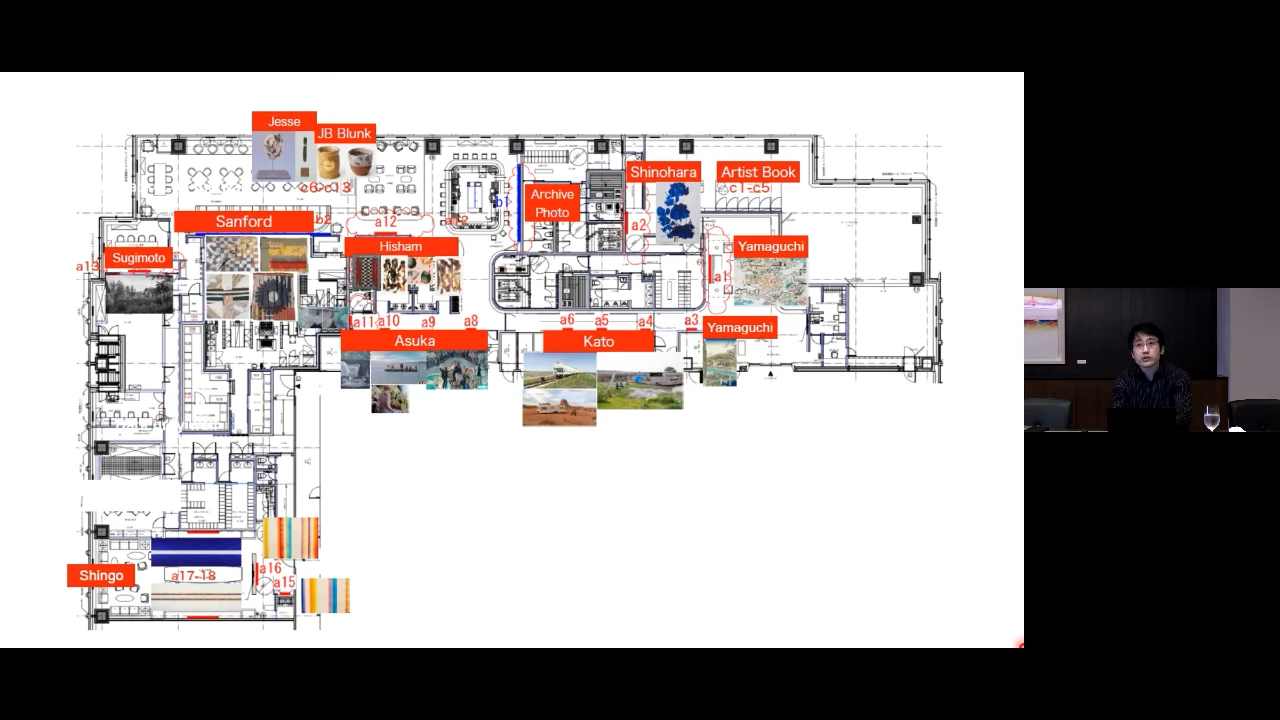 Jesse
JB Blunk
c6-c13
Shinohara
Artist Book
c1-c5
Archive
Photo
b1
Sanford
b2
a12
a12
a2
Hisham
Yamaguchi
Sugimoto
a13
a1
a11
a10
a9
a8
a6
a5
a4
a3
Yamaguchi
Asuka
Kato
Shingo
a17-18
a16
a15